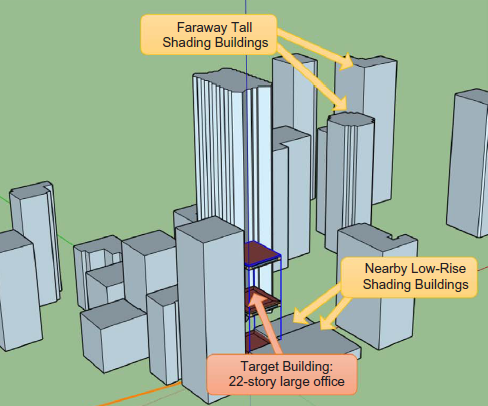 Faraway Tall
Shading Buildings
Nearby Low-Rise
Shading Buildings
Target Building:
22-story large office